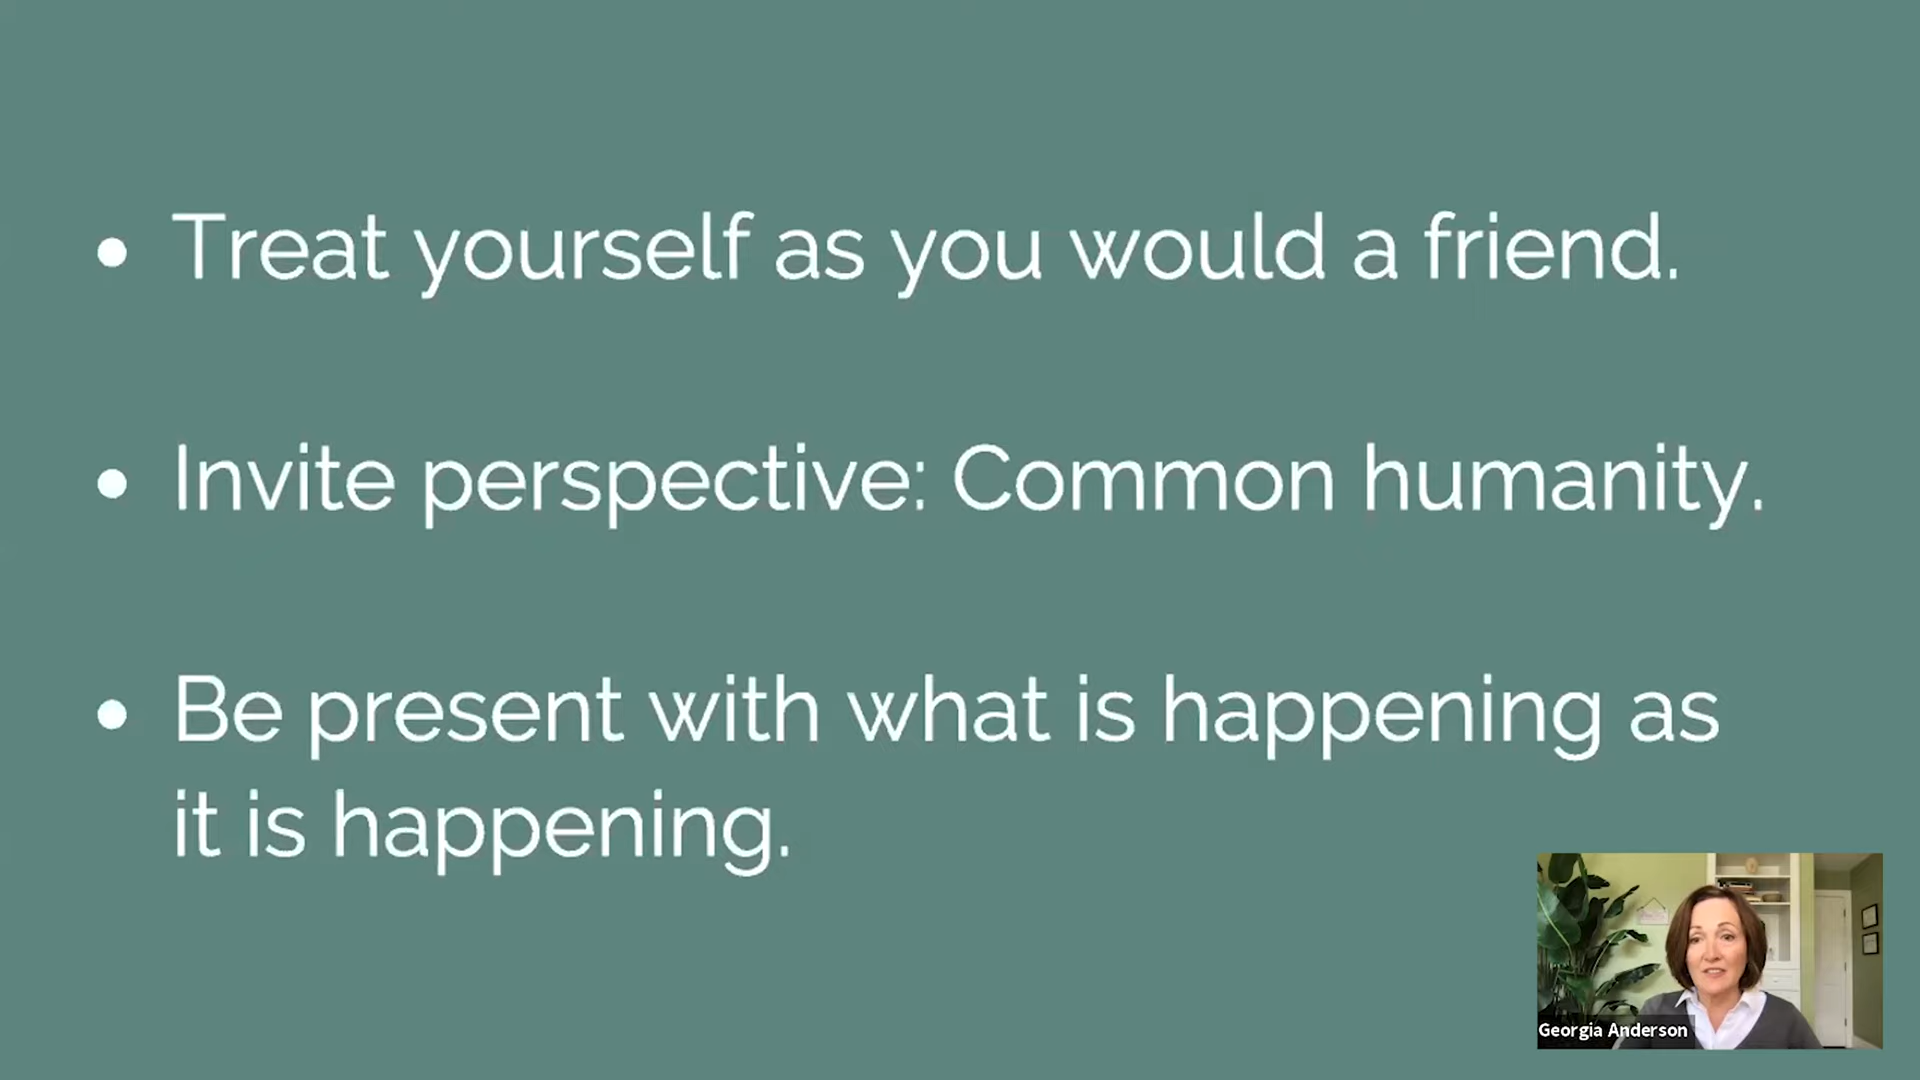 • Treat yourself as you would a friend.
• Invite perspective: Common humanity.
• Be present with what is happening as
it is happening.
Georgia Anderson